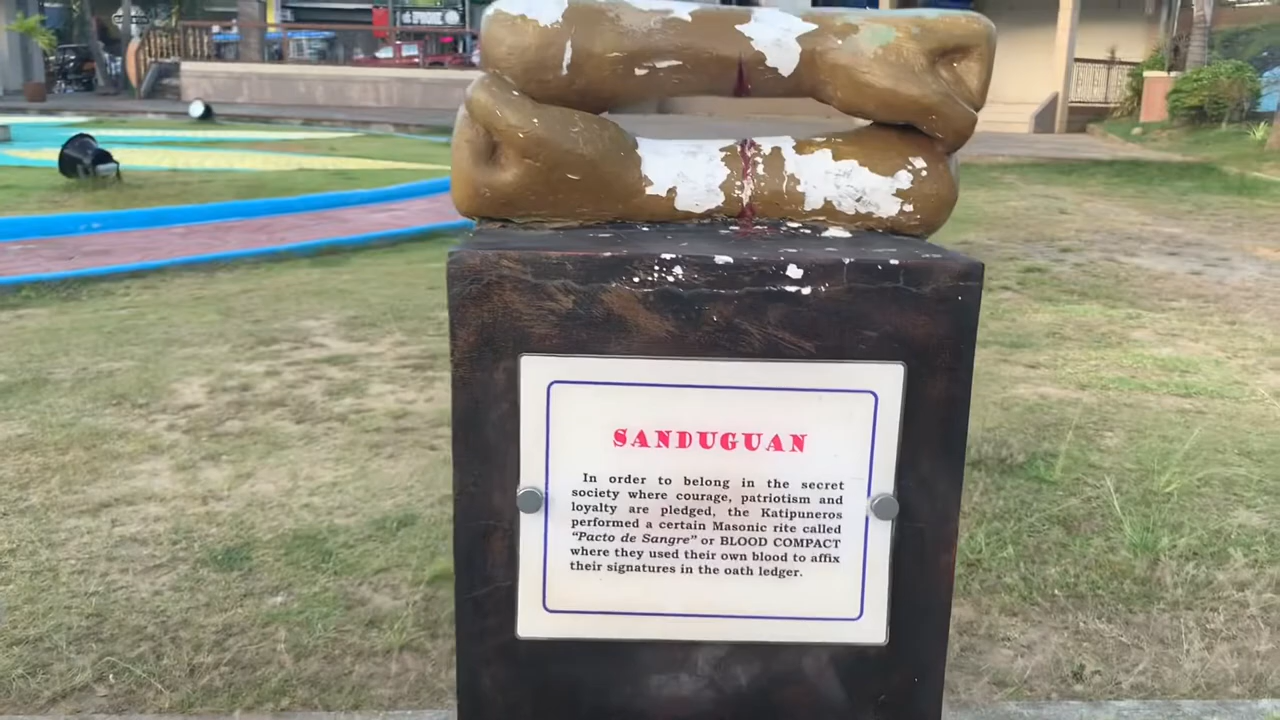 SANDUGUAN
In order to belong in the secret
society where courage, patriotism and
loyalty are pledged, the Katipuneros
performed a certain Masonic rite called
“Pacto de Sangre” or BLOOD COMPACT
where they used their own blood to affix
their signatures in the oath ledger.